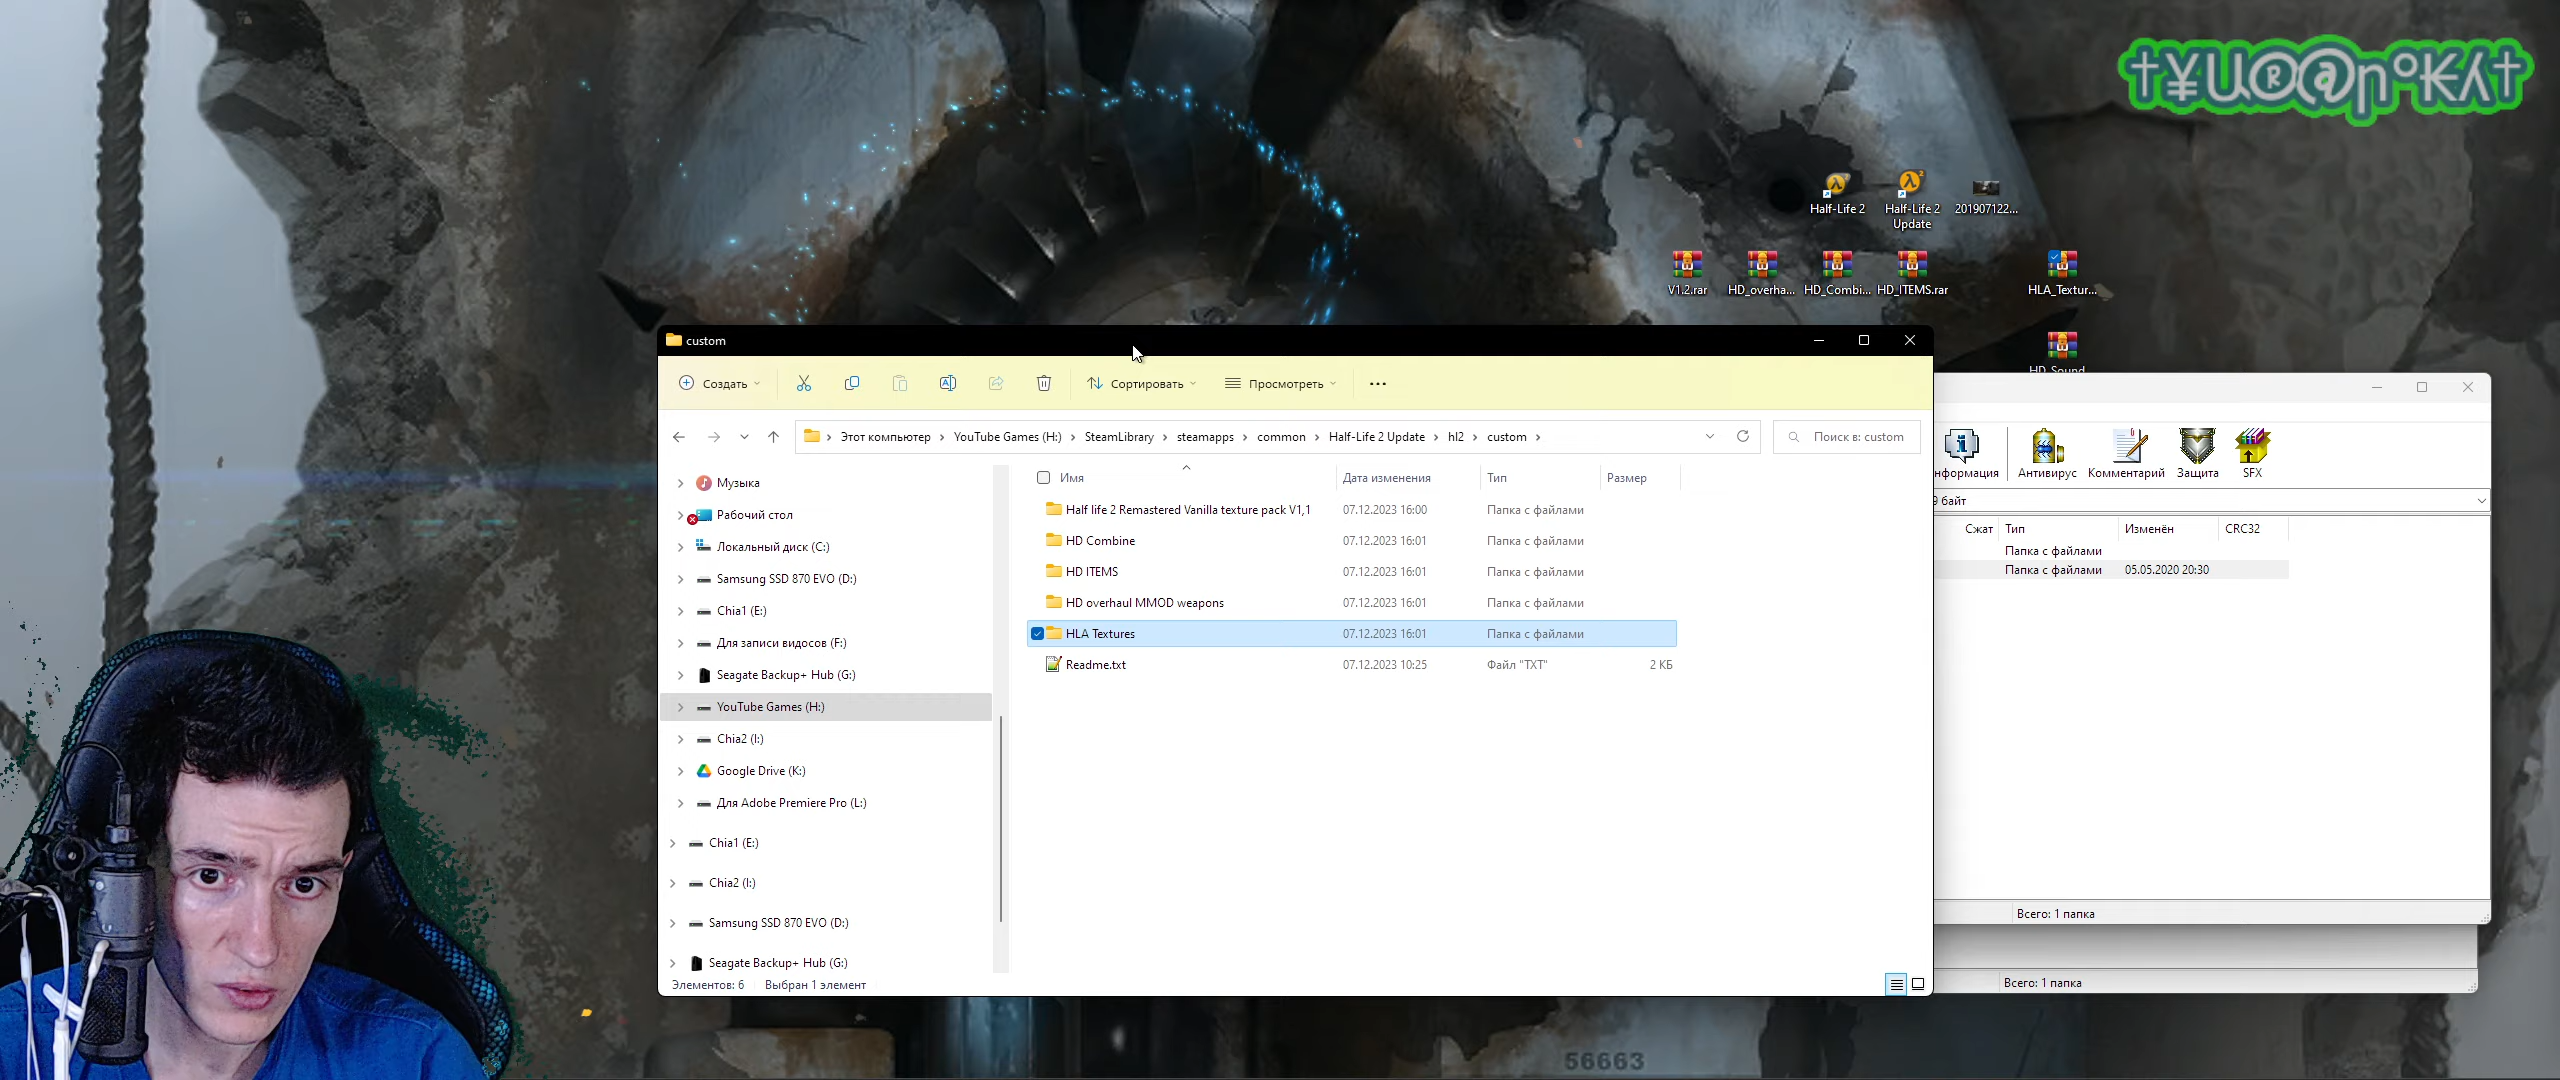 †¥U®@ηºꓘɅ†
Half-Life 2
Half-Life 2
Update
201907122...
V1.2.rar
HD_overha...
HD_Combi...
HD_ITEMS.rar
HLA_Textur...
HD_Sound
custom
Создать
Сортировать
Просмотреть
Этот компьютер
YouTube Games (H:)
SteamLibrary
steamapps
common
Half-Life 2 Update
hl2
custom
Поиск в: custom
Музыка
Рабочий стол
Локальный диск (C:)
Samsung SSD 870 EVO (D:)
Chia1 (E:)
Для записи видосов (F:)
Seagate Backup+ Hub (G:)
YouTube Games (H:)
Chia2 (I:)
Google Drive (K:)
Для Adobe Premiere Pro (L:)
Chia1 (E:)
Chia2 (I:)
Samsung SSD 870 EVO (D:)
Seagate Backup+ Hub (G:)
Имя Дата изменения Тип Размер
Half life 2 Remastered Vanilla texture pack V1,1 07.12.2023 16:00 Папка с файлами
HD Combine 07.12.2023 16:01 Папка с файлами
HD ITEMS 07.12.2023 16:01 Папка с файлами
HD overhaul MMOD weapons 07.12.2023 16:01 Папка с файлами
HLA Textures 07.12.2023 16:01 Папка с файлами
Readme.txt 07.12.2023 10:25 Файл "TXT" 2 КБ
Элементов: 6 Выбран 1 элемент
нформация
Антивирус
Комментарий
Защита
SFX
9 байт
Сжат Тип Изменён CRC32
Папка с файлами
Папка с файлами 05.05.2020 20:30
Всего: 1 папка
Всего: 1 папка
56663